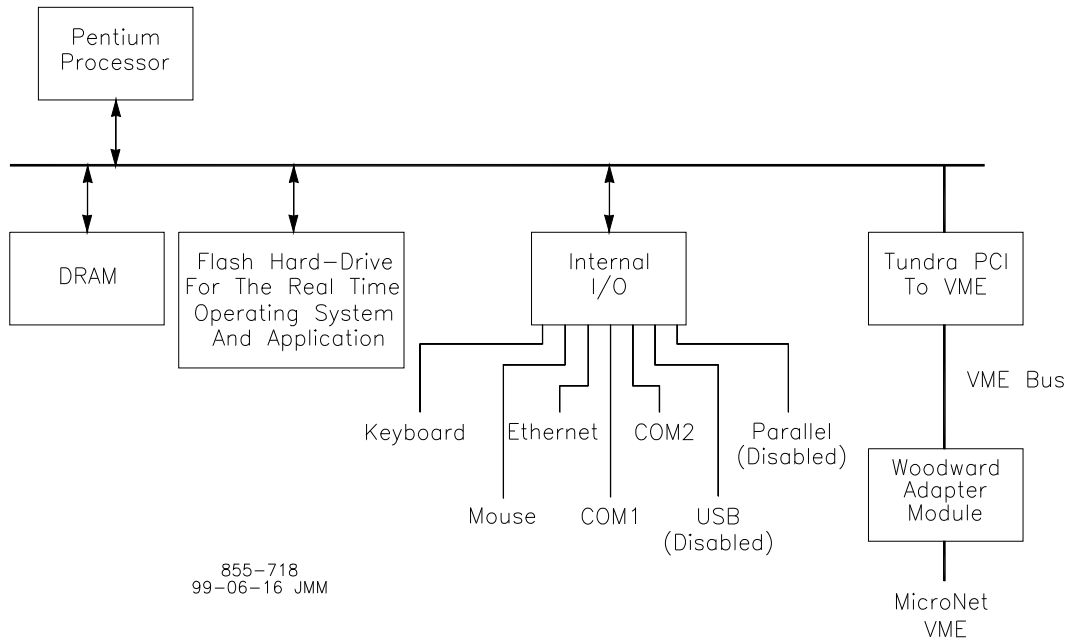 Pentium
Processor
DRAM
Flash Hard-Drive
For The Real Time
Operating System
And Application
Internal
I/O
Tundra PCI
To VME
VME Bus
Keyboard
Ethernet
COM2
Parallel
(Disabled)
Mouse
COM1
USB
(Disabled)
Woodward
Adapter
Module
855-718
99-06-16 JMM
MicroNet
VME